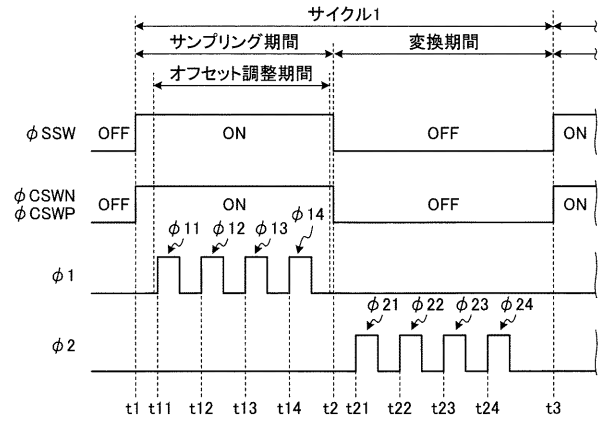 サイクル1
サンプリング期間
変換期間
オフセット調整期間
φSSW OFF ON OFF ON
φCSWN
φCSWP
OFF ON OFF ON
φ11 φ12 φ13 φ14
φ1
φ21 φ22 φ23 φ24
φ2
t1 t11 t12 t13 t14 t2 t21 t22 t23 t24 t3